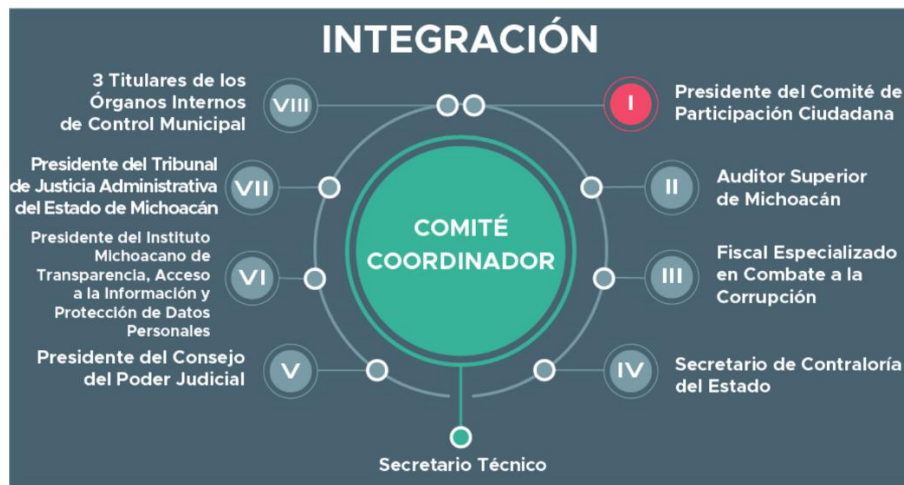 INTEGRACIÓN
3 Titulares de los
Órganos Internos
de Control Municipal
VIII
I
Presidente del Comité de
Participación Ciudadana
Presidente del Tribunal
de Justicia Administrativa
del Estado de Michoacán
VII
II
Auditor Superior
de Michoacán
Presidente del Instituto
Michoacano de
Transparencia, Acceso
a la Información y
Protección de Datos
Personales
VI
COMITÉ
COORDINADOR
III
Fiscal Especializado
en Combate a la
Corrupción
Presidente del Consejo
del Poder Judicial
V
IV
Secretario de Contraloría
del Estado
Secretario Técnico